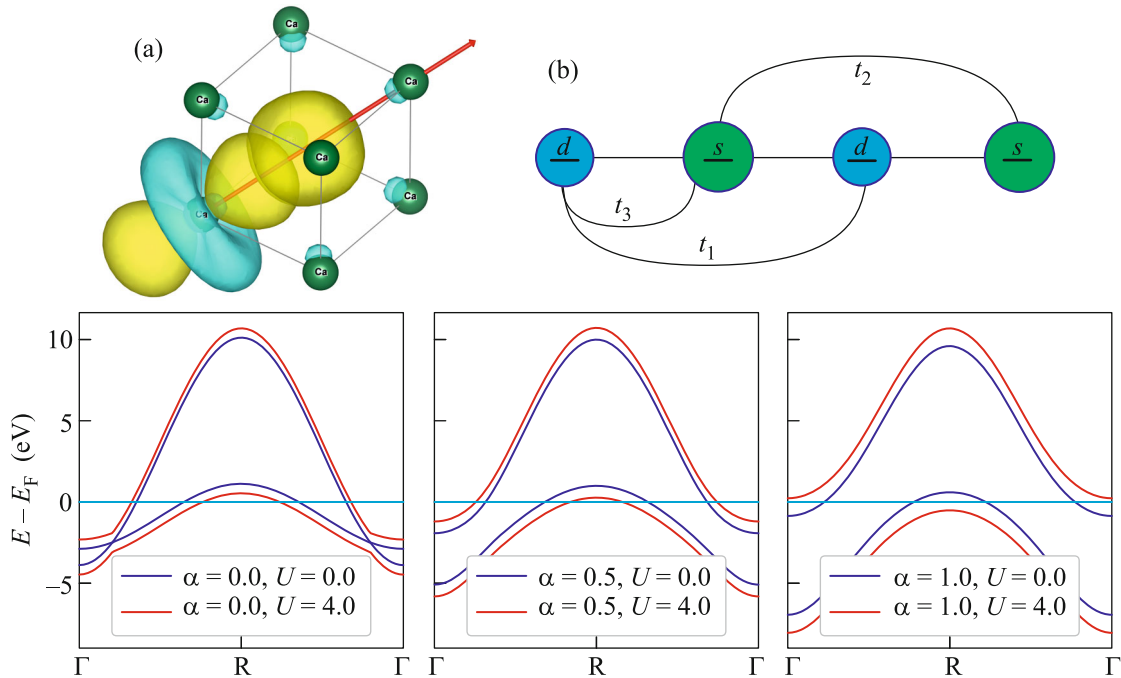 (a)
Ca
Ca
Ca
Ca
Ca
Ca
Ca
(b)
t2
d
s
d
s
t3
t1
E − EF (eV)
10
5
0
−5
α = 0.0, U = 0.0
α = 0.0, U = 4.0
Γ
R
Γ
α = 0.5, U = 0.0
α = 0.5, U = 4.0
Γ
R
Γ
α = 1.0, U = 0.0
α = 1.0, U = 4.0
Γ
R
Γ